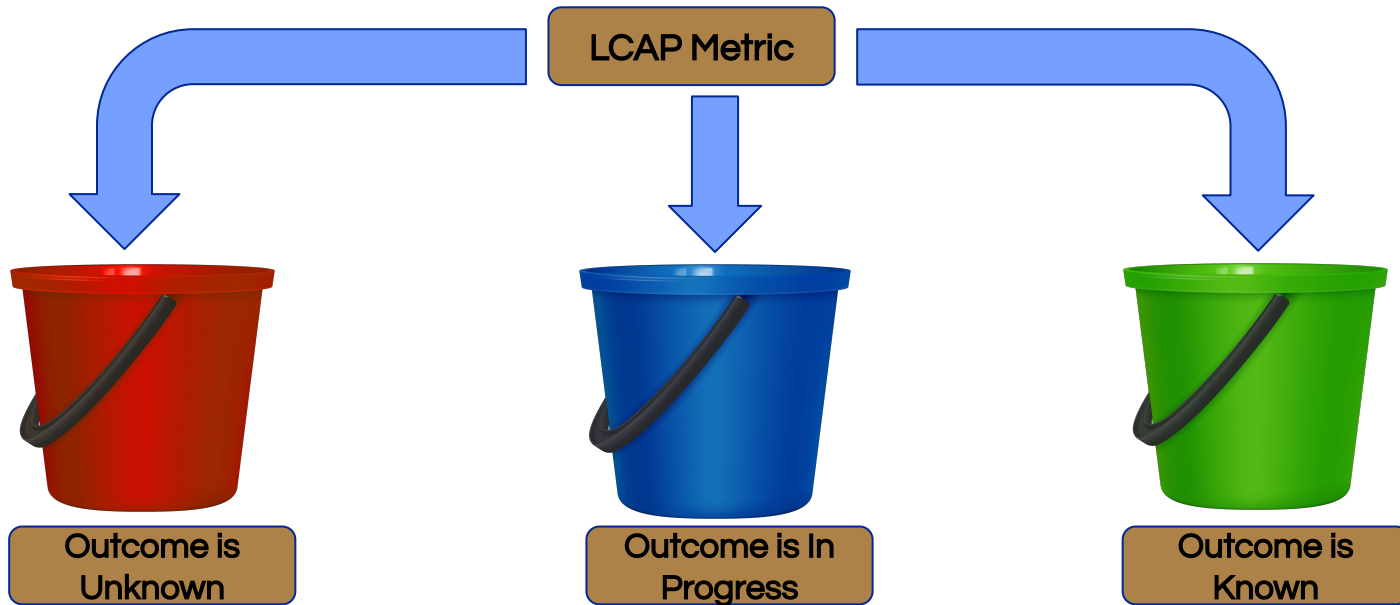 LCAP Metric
Outcome is
Unknown
Outcome is In
Progress
Outcome is
Known